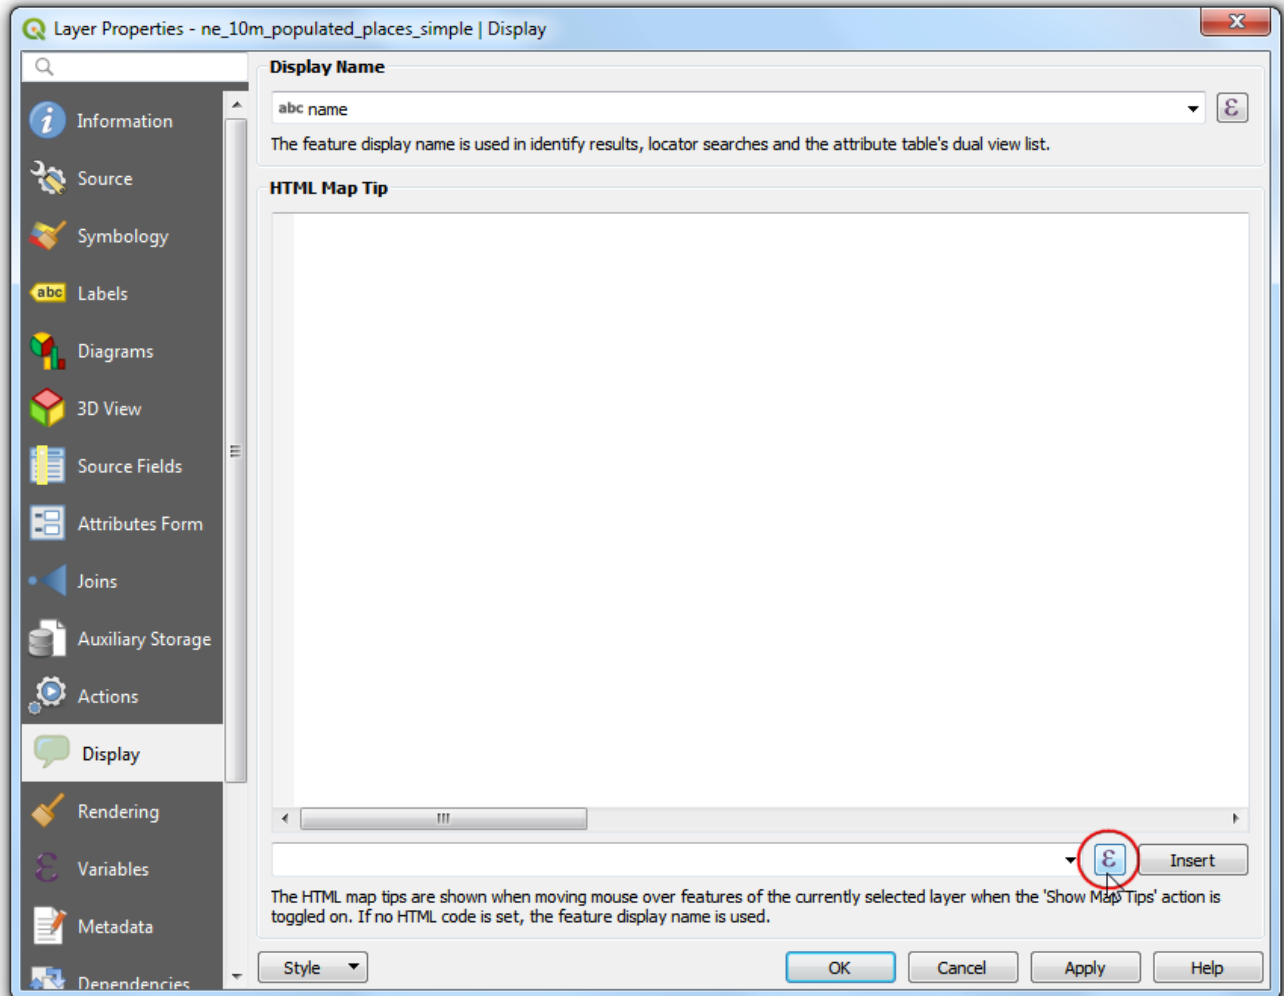 Layer Properties - ne_10m_populated_places_simple | Display
X
Information
Source
Symbology
abc Labels
Diagrams
3D View
Source Fields
Attributes Form
Joins
Auxiliary Storage
Actions
Display
Rendering
ε Variables
Metadata
Dependencies
Display Name
abc name
ε
The feature display name is used in identify results, locator searches and the attribute table's dual view list.
HTML Map Tip
ε
Insert
The HTML map tips are shown when moving mouse over features of the currently selected layer when the 'Show Map Tips' action is
toggled on. If no HTML code is set, the feature display name is used.
Style
OK
Cancel
Apply
Help